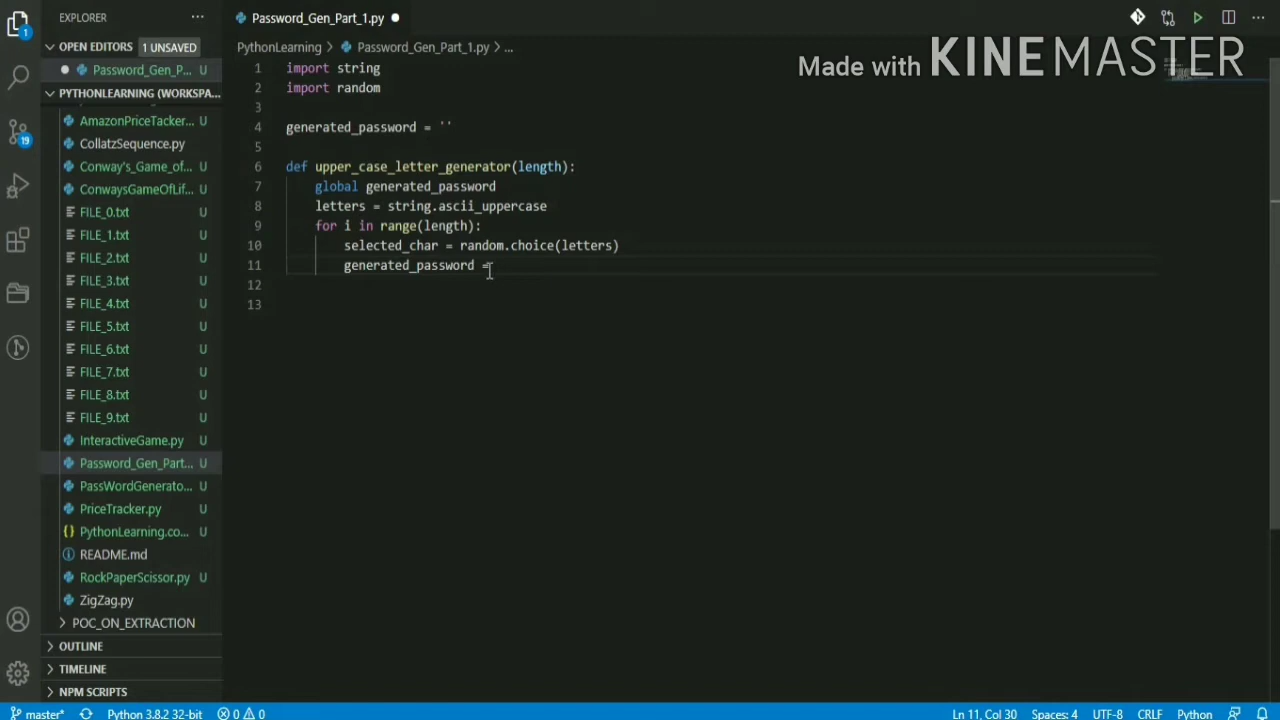 EXPLORER
Password_Gen_Part_1.py
OPEN EDITORS 1 UNSAVED
PythonLearning > Password_Gen_Part_1.py > ...
Made with KINEMASTER
Password_Gen_P... U
PYTHONLEARNING (WORKSPA...
AmazonPriceTacker... U
CollatzSequence.py
Conway's_Game_of... U
ConwaysGameOfLif... U
FILE_0.txt U
FILE_1.txt U
FILE_2.txt U
FILE_3.txt U
FILE_4.txt U
FILE_5.txt U
FILE_6.txt U
FILE_7.txt U
FILE_8.txt U
FILE_9.txt U
InteractiveGame.py U
Password_Gen_Part... U
PassWordGenerato... U
PriceTracker.py U
PythonLearning.co... U
README.md
RockPaperScissor.py U
ZigZag.py
POC_ON_EXTRACTION
OUTLINE
TIMELINE
NPM SCRIPTS
1 import string
2 import random
3
4 generated_password = ''
5
6 def upper_case_letter_generator(length):
7 global generated_password
8 letters = string.ascii_uppercase
9 for i in range(length):
10 selected_char = random.choice(letters)
11 generated_password =
12
13
1
19
master* Python 3.8.2 32-bit 0 0 Ln 11, Col 30 Spaces: 4 UTF-8 CRLF Python